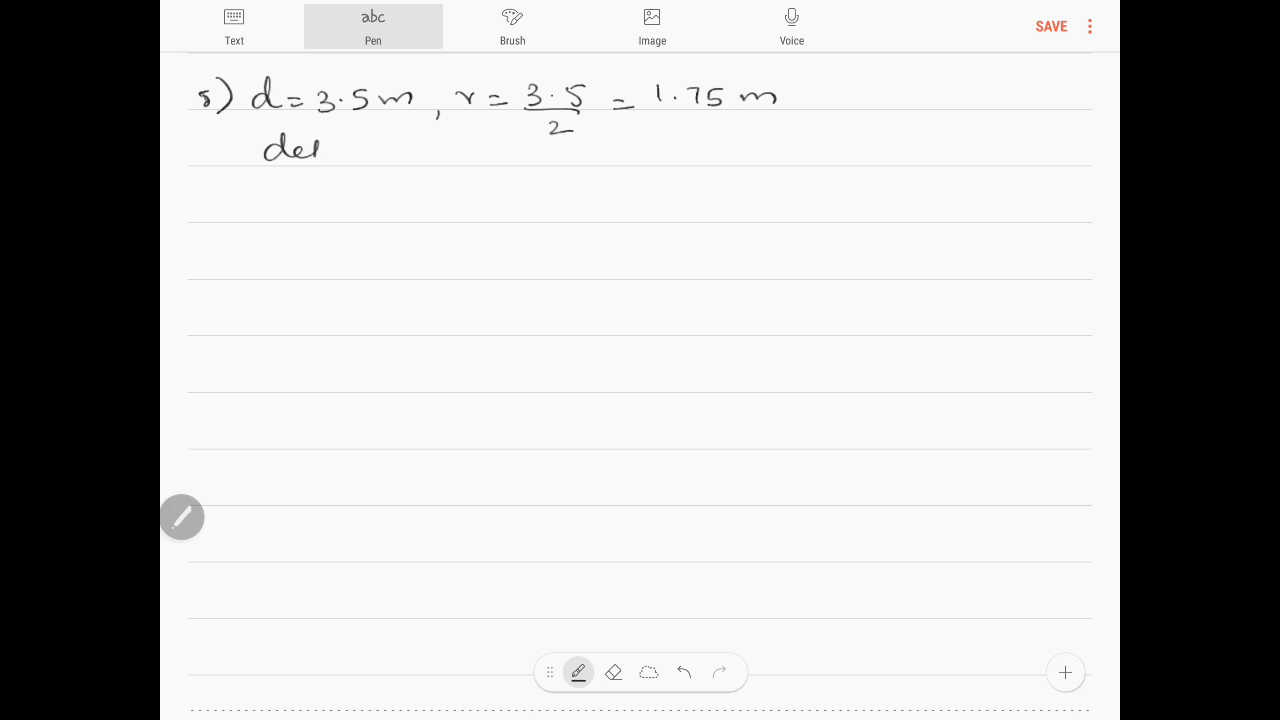 Text
abc
Pen
Brush
Image
Voice
SAVE
8) d = 3.5 m , r = 3.5 / 2 = 1.75 m
del